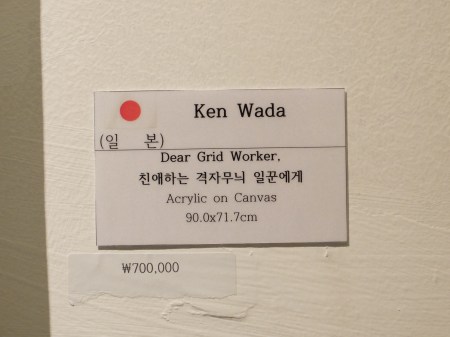 Ken Wada
(일 본)
Dear Grid Worker,
친애하는 격자무늬 일꾼에게
Acrylic on Canvas
90.0x71.7cm
₩700,000